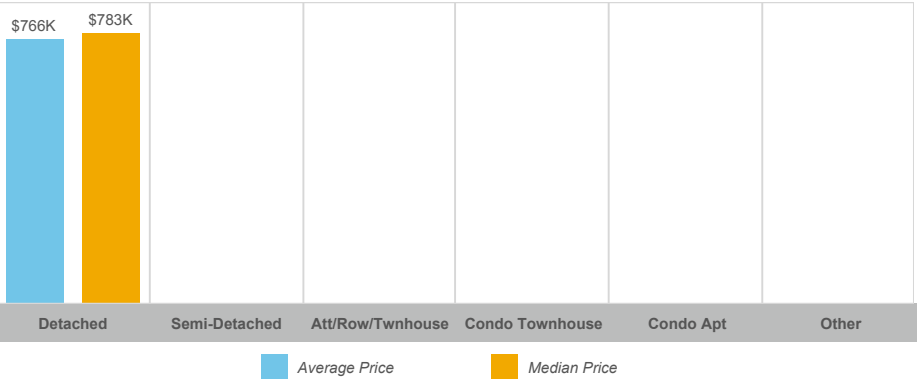 $766K
$783K
Detached Semi-Detached Att/Row/Twnhouse Condo Townhouse Condo Apt Other
Average Price Median Price